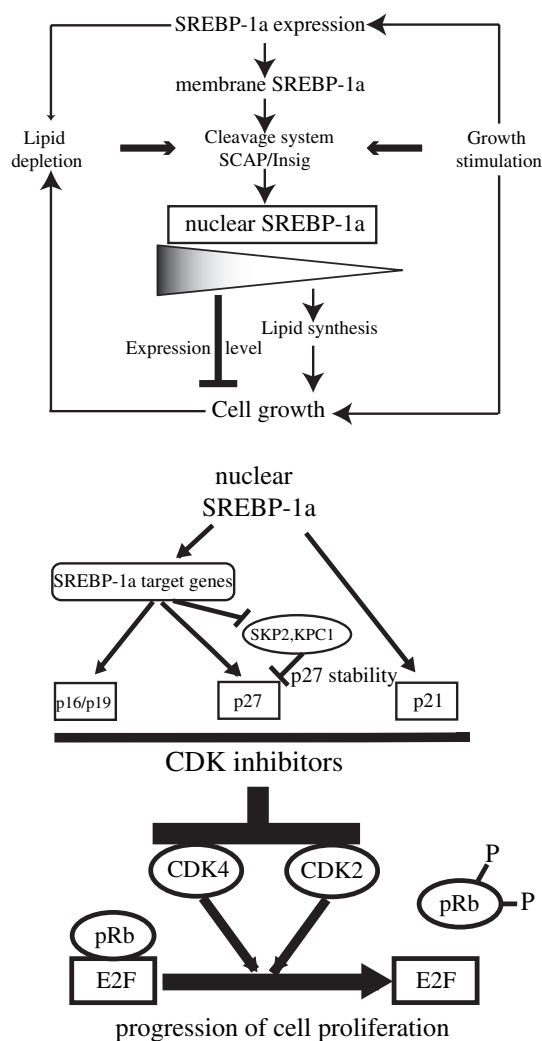 SREBP-1a expression
membrane SREBP-1a
Lipid
depletion
Cleavage system
SCAP/Insig
Growth
stimulation
nuclear SREBP-1a
Lipid synthesis
Expression level
Cell growth
nuclear
SREBP-1a
SREBP-1a target genes
SKP2,KPC1
p27 stability
p16/p19
p27
p21
CDK inhibitors
CDK4
CDK2
P
pRb
P
pRb
E2F
E2F
progression of cell proliferation